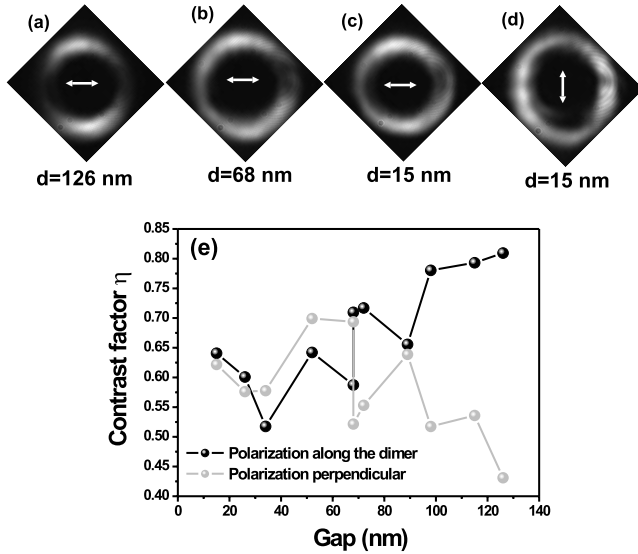 (a) (b) (c) (d)
d=126 nm d=68 nm d=15 nm d=15 nm
(e)
0.85
0.80
0.75
0.70
0.65
0.60
0.55
0.50
0.45
0.40
Contrast factor η
Polarization along the dimer
Polarization perpendicular
0 20 40 60 80 100 120 140
Gap (nm)